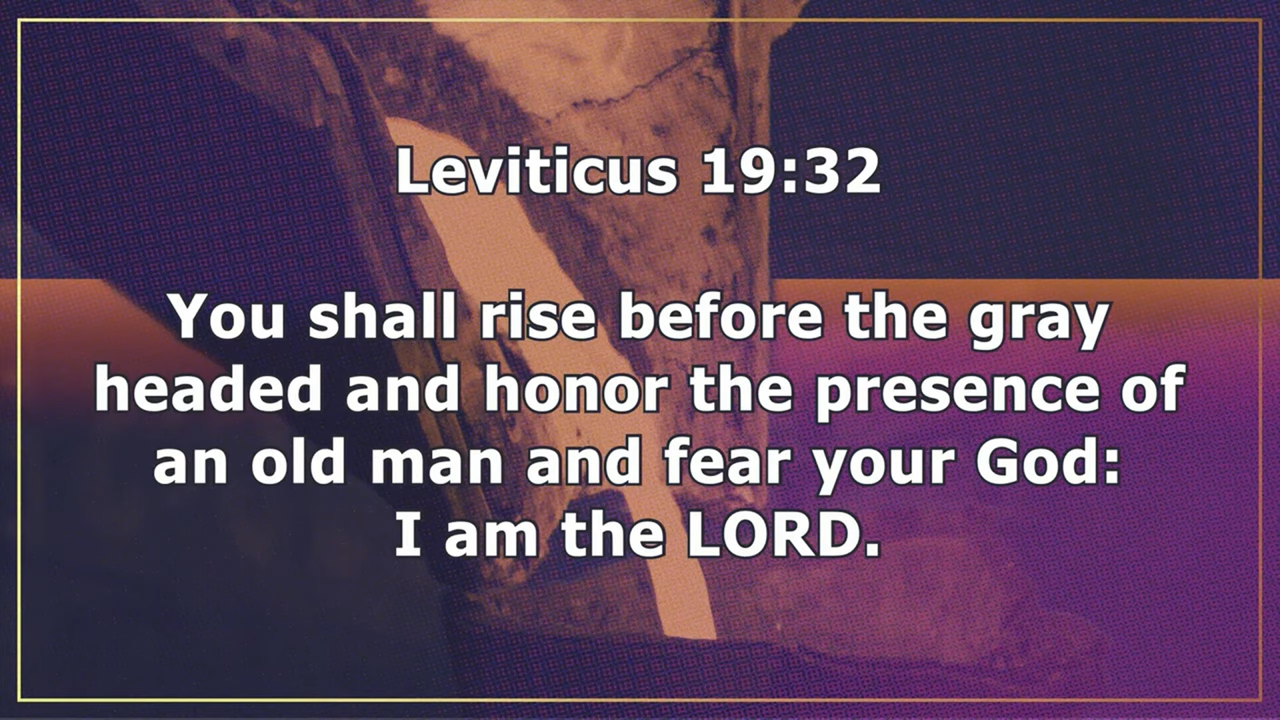 Leviticus 19:32
You shall rise before the gray
headed and honor the presence of
an old man and fear your God:
I am the LORD.